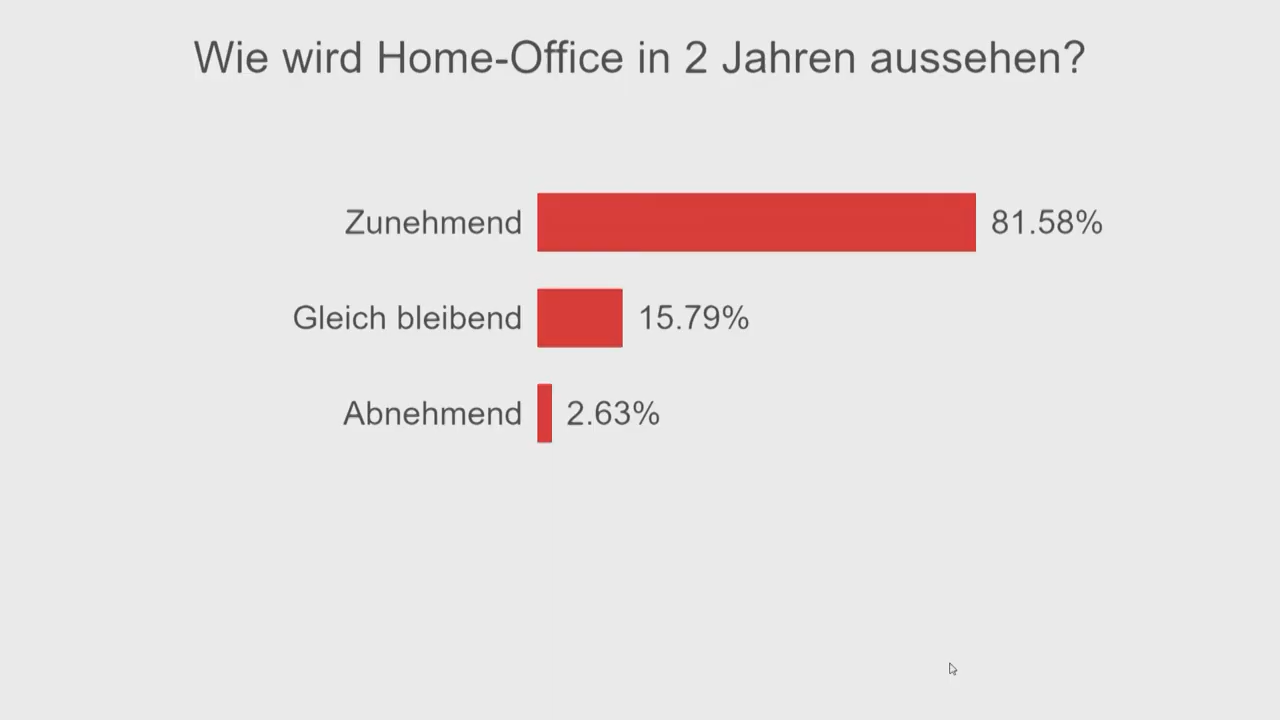 Wie wird Home-Office in 2 Jahren aussehen?
Zunehmend 81.58%
Gleich bleibend 15.79%
Abnehmend 2.63%